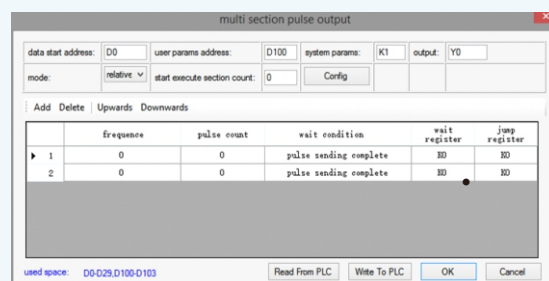 multi section pulse output
data start address: D0 user params address: D100 system params: K1 output: Y0
mode: relative start execute section count: 0 Config
Add Delete Upwards Downwards
frequence pulse count wait condition wait register jump register
1 0 0 pulse sending complete K0 K0
2 0 0 pulse sending complete K0 K0
used space: D0-D29,D100-D103 Read From PLC Write To PLC OK Cancel